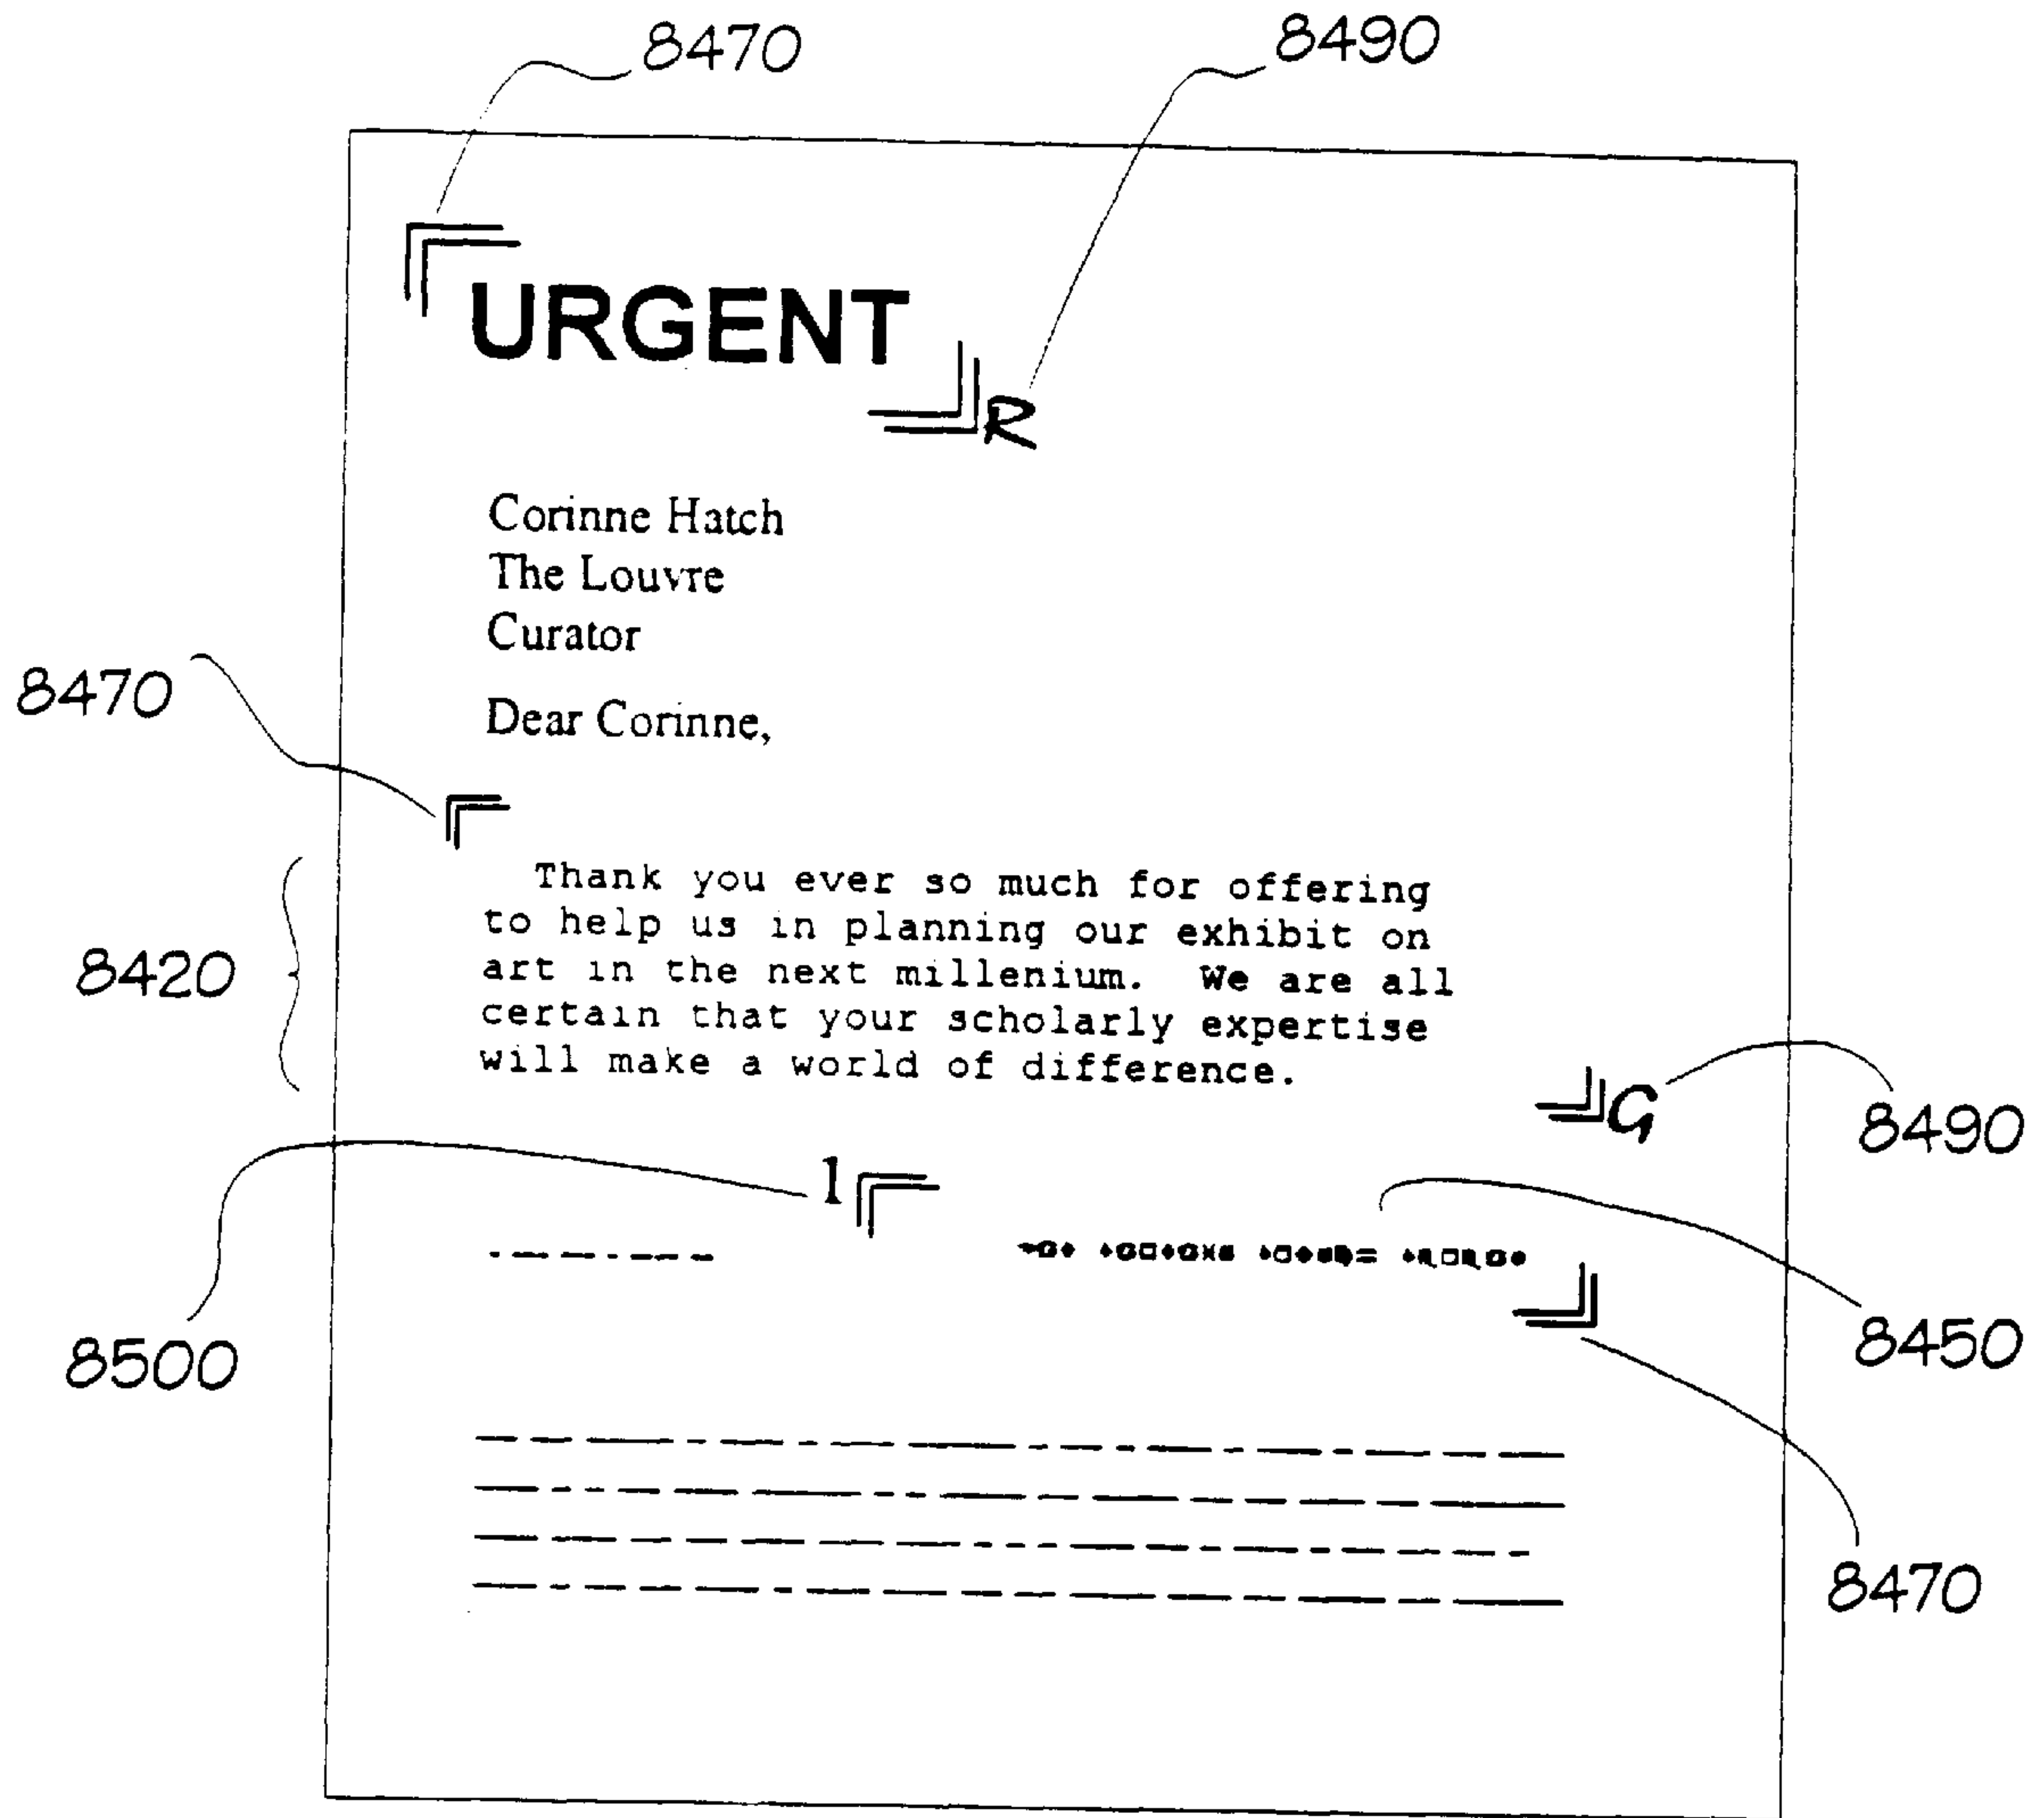 8470
8490
URGENT
R
Corinne Hatch
The Louvre
Curator
8470
Dear Corinne,
Thank you ever so much for offering
to help us in planning our exhibit on
art in the next millenium. We are all
certain that your scholarly expertise
will make a world of difference.
8420
G
8490
1
8500
8450
8470